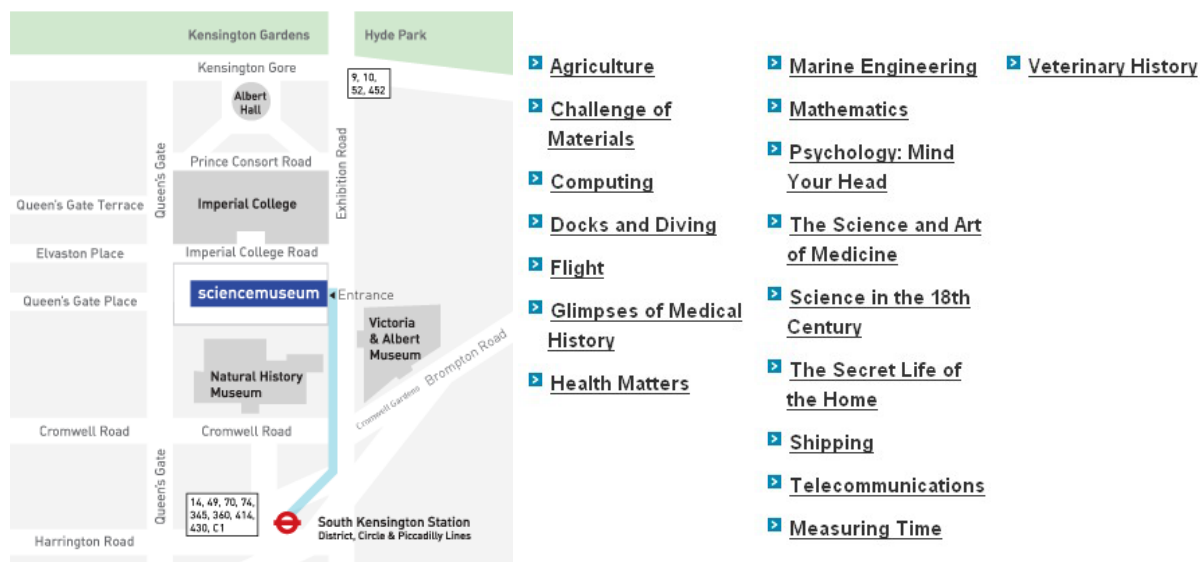 Kensington Gardens
Hyde Park
Kensington Gore
9, 10,
52, 452
Albert
Hall
Queen's Gate
Exhibition Road
Prince Consort Road
Imperial College
Queen's Gate Terrace
Elvaston Place
Imperial College Road
sciencemuseum
Entrance
Queen's Gate Place
Victoria
& Albert
Museum
Natural History
Museum
Brompton Road
Cromwell Gardens
Cromwell Road
Cromwell Road
Queen's Gate
14, 49, 70, 74,
345, 360, 414,
430, C1
South Kensington Station
District, Circle & Piccadilly Lines
Harrington Road
Agriculture
Challenge of
Materials
Computing
Docks and Diving
Flight
Glimpses of Medical
History
Health Matters
Marine Engineering
Mathematics
Psychology: Mind
Your Head
The Science and Art
of Medicine
Science in the 18th
Century
The Secret Life of
the Home
Shipping
Telecommunications
Measuring Time
Veterinary History